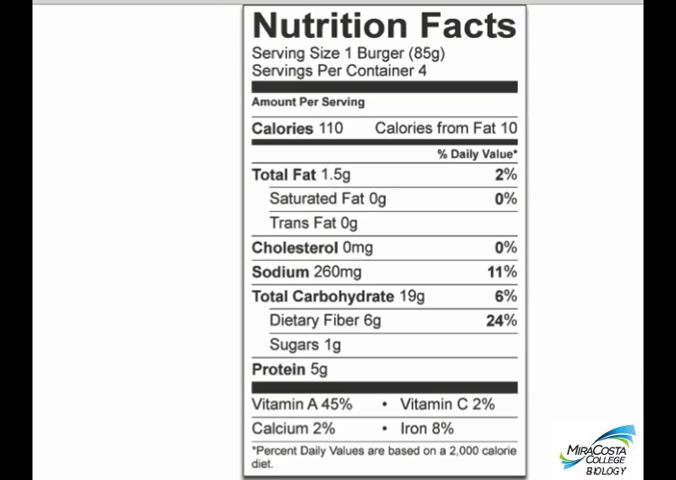 Nutrition Facts
Serving Size 1 Burger (85g)
Servings Per Container 4
Amount Per Serving
Calories 110 Calories from Fat 10
% Daily Value*
Total Fat 1.5g 2%
Saturated Fat 0g 0%
Trans Fat 0g
Cholesterol 0mg 0%
Sodium 260mg 11%
Total Carbohydrate 19g 6%
Dietary Fiber 6g 24%
Sugars 1g
Protein 5g
Vitamin A 45% • Vitamin C 2%
Calcium 2% • Iron 8%
*Percent Daily Values are based on a 2,000 calorie
diet.
MIRACOSTA
COLLEGE
BIOLOGY